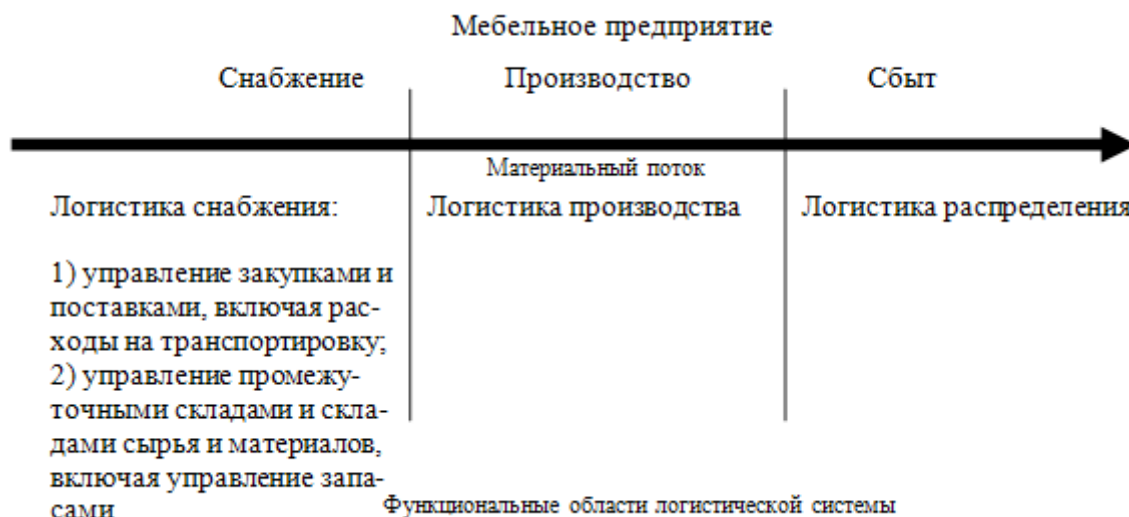 Мебельное предприятие
Снабжение Производство Сбыт
Материальный поток
Логистика снабжения: Логистика производства Логистика распределения
1) управление закупками и
поставками, включая рас-
ходы на транспортировку;
2) управление промежу-
точными складами и скла-
дами сырья и материалов,
включая управление запа-
сами
Функциональные области логистической системы